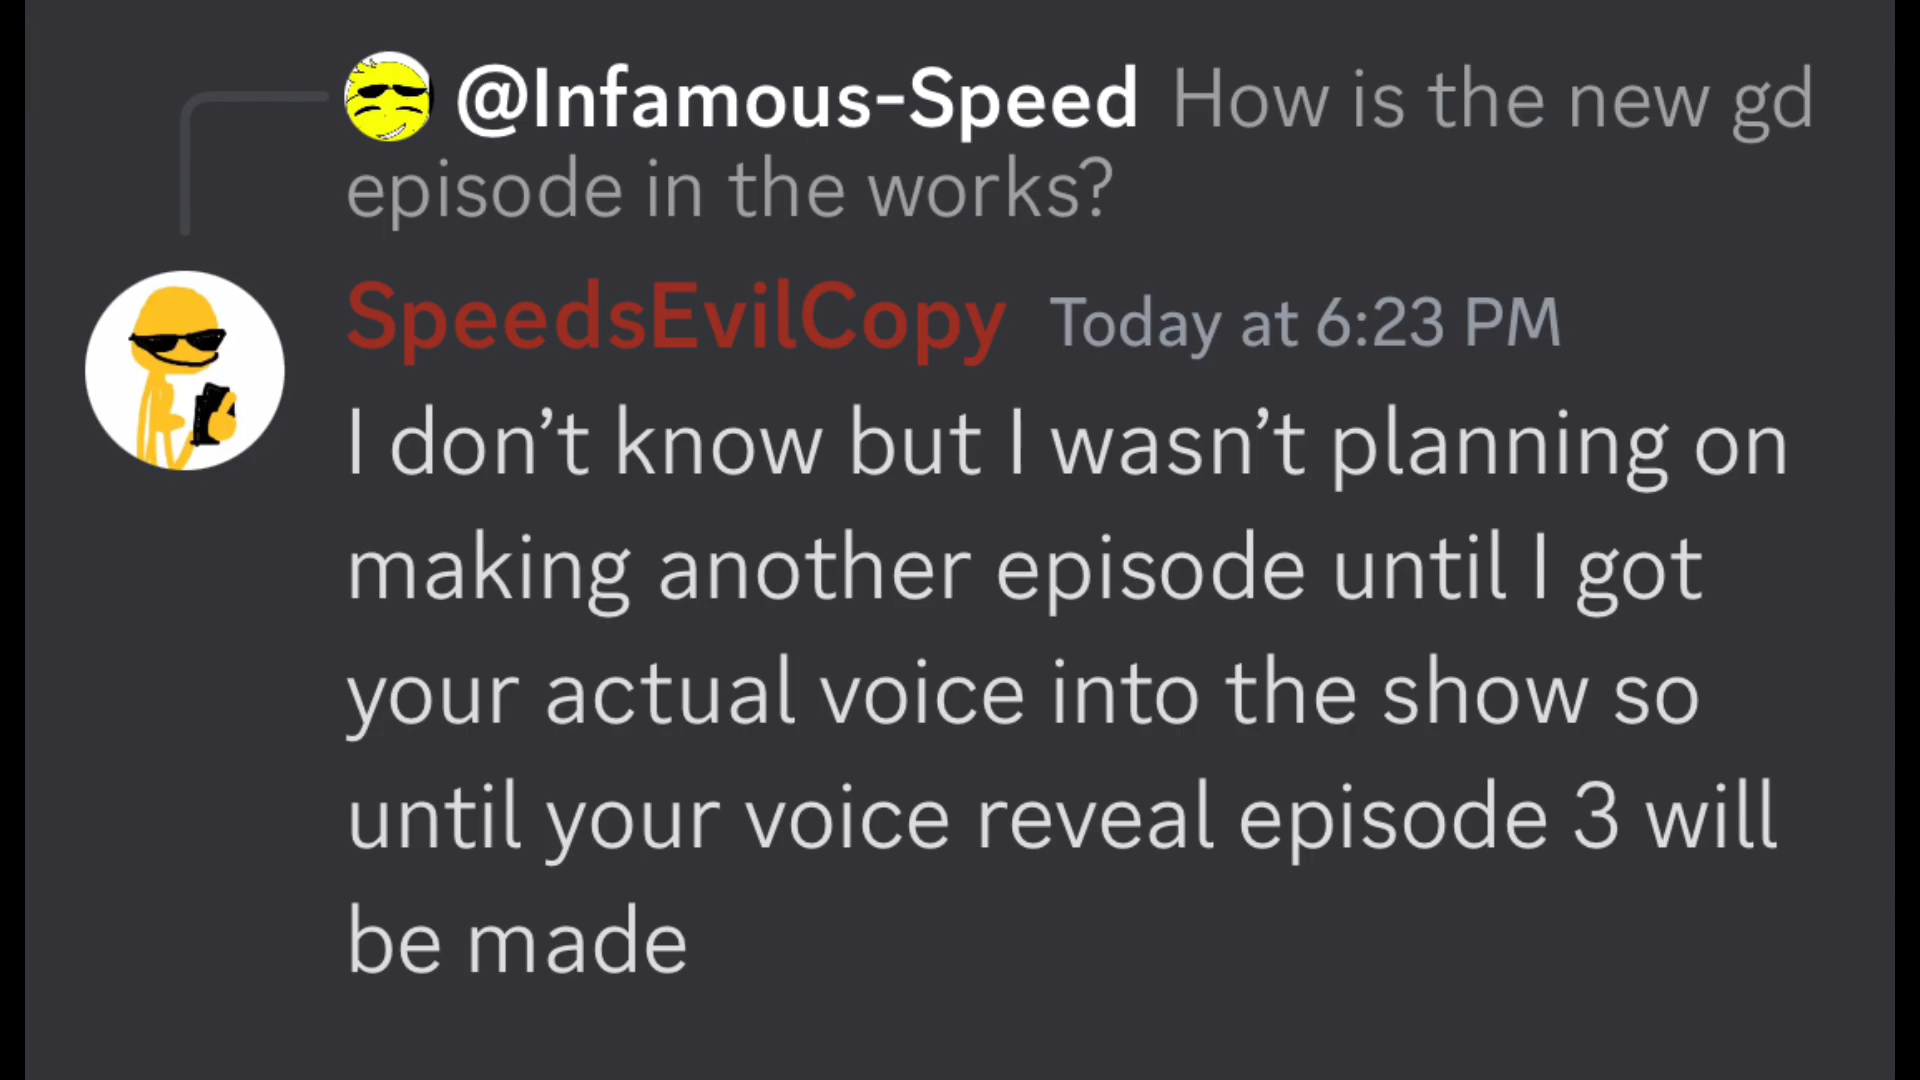 @Infamous-Speed How is the new gd
episode in the works?
SpeedsEvilCopy Today at 6:23 PM
I don’t know but I wasn’t planning on
making another episode until I got
your actual voice into the show so
until your voice reveal episode 3 will
be made